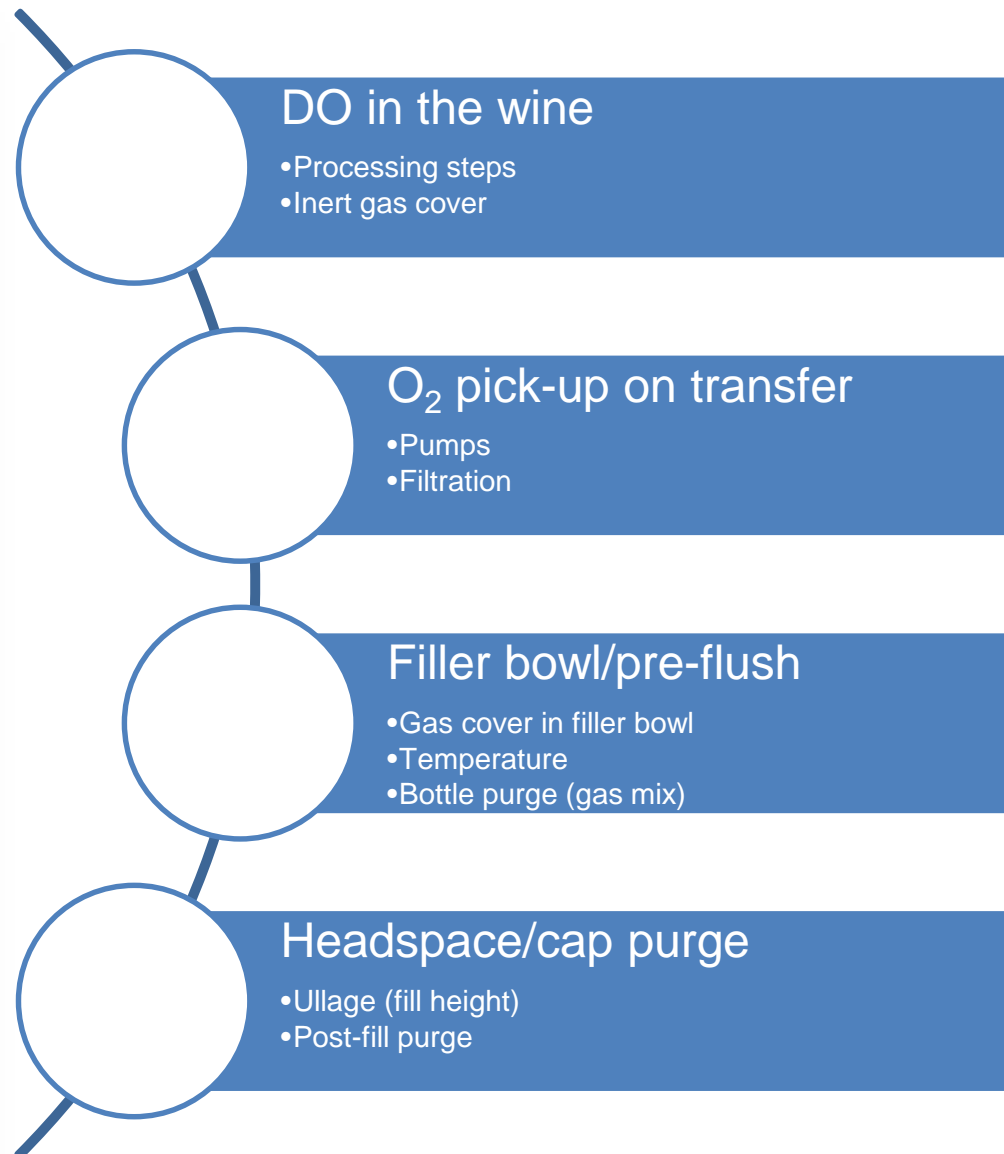 DO in the wine
•Processing steps
•Inert gas cover
O₂ pick-up on transfer
•Pumps
•Filtration
Filler bowl/pre-flush
•Gas cover in filler bowl
•Temperature
•Bottle purge (gas mix)
Headspace/cap purge
•Ullage (fill height)
•Post-fill purge